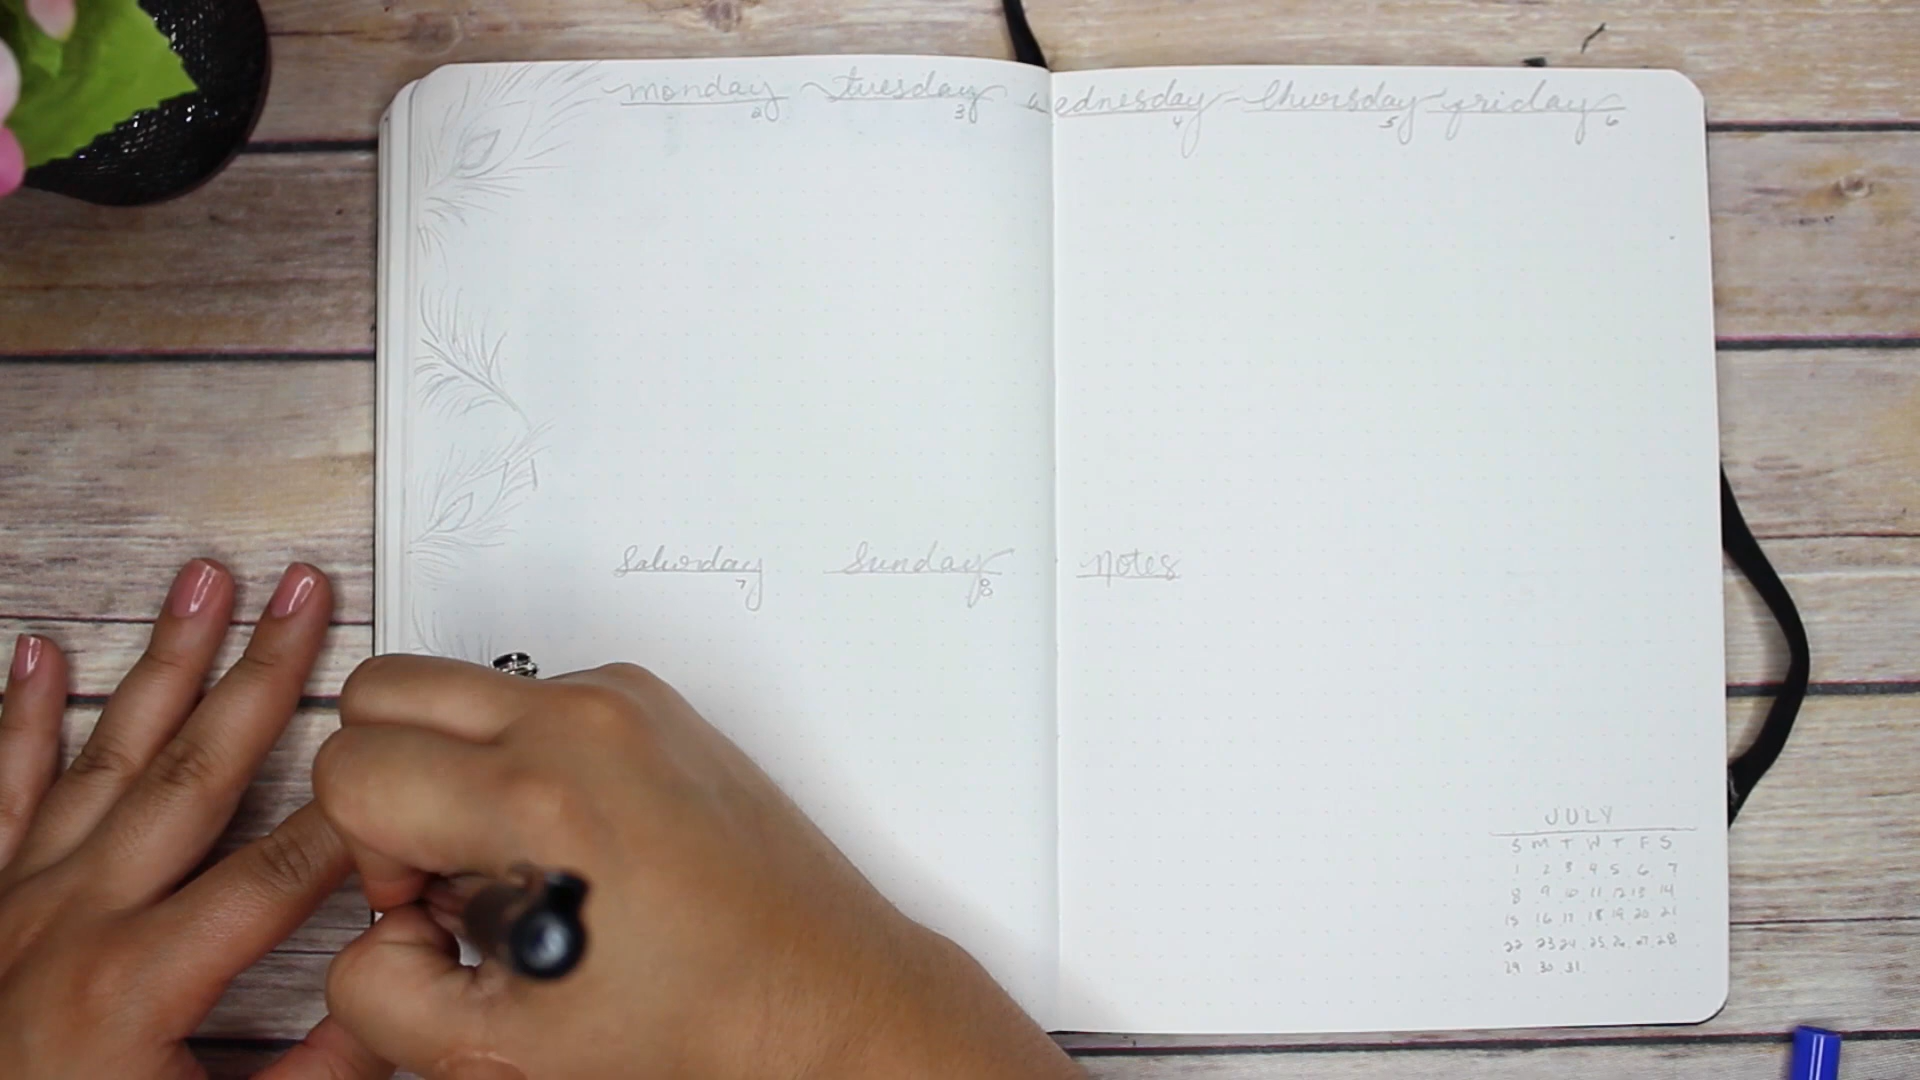 monday tuesday wednesday thursday friday
2 3 4 5 6
Saturday Sunday notes
7 8
JULY
S M T W T F S
1 2 3 4 5 6 7
8 9 10 11 12 13 14
15 16 17 18 19 20 21
22 23 24 25 26 27 28
29 30 31